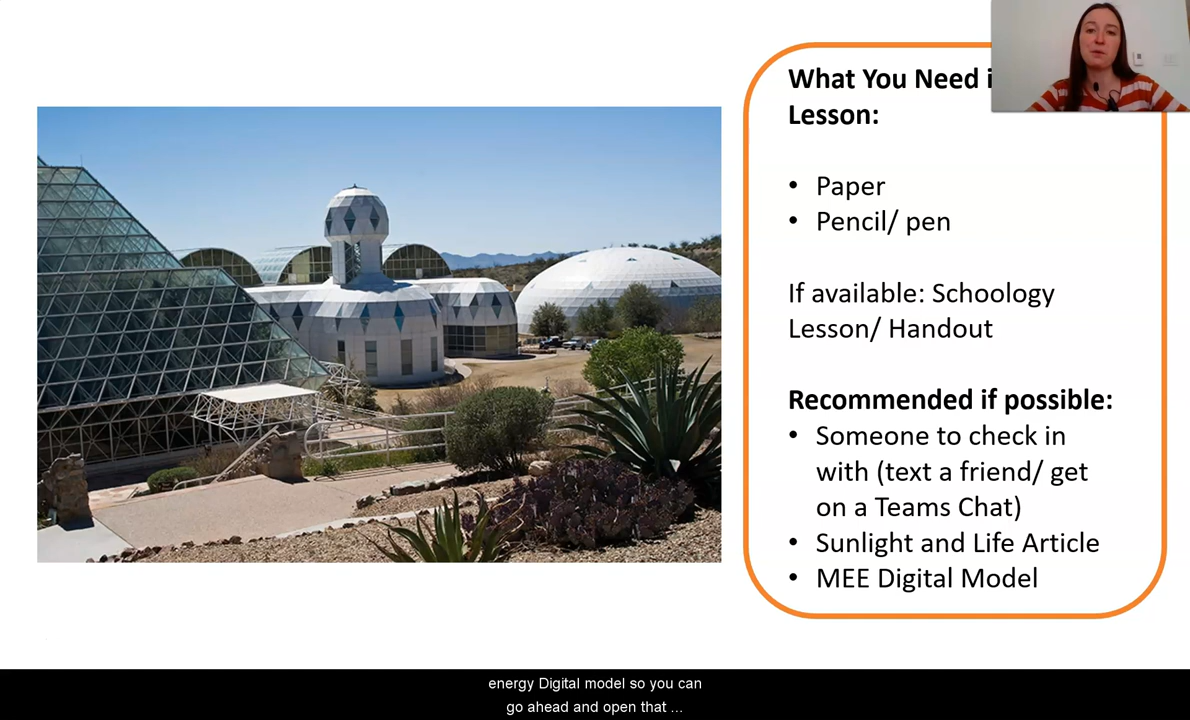 What You Need i
Lesson:
• Paper
• Pencil/ pen
If available: Schoology
Lesson/ Handout
Recommended if possible:
• Someone to check in
with (text a friend/ get
on a Teams Chat)
• Sunlight and Life Article
• MEE Digital Model
energy Digital model so you can
go ahead and open that ...